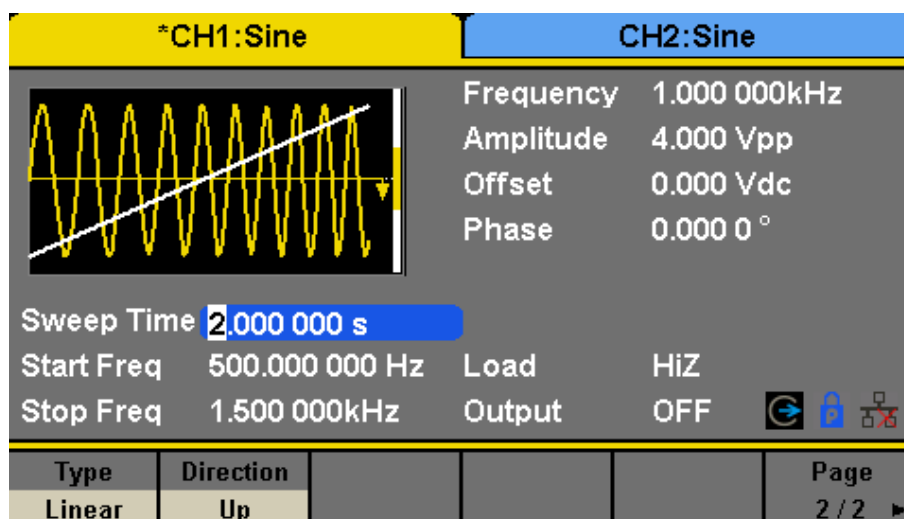 *CH1:Sine CH2:Sine
Frequency 1.000 000kHz
Amplitude 4.000 Vpp
Offset 0.000 Vdc
Phase 0.000 0 °
Sweep Time 2.000 000 s
Start Freq 500.000 000 Hz Load HiZ
Stop Freq 1.500 000kHz Output OFF P
Type Direction Page
Linear Up 2 / 2